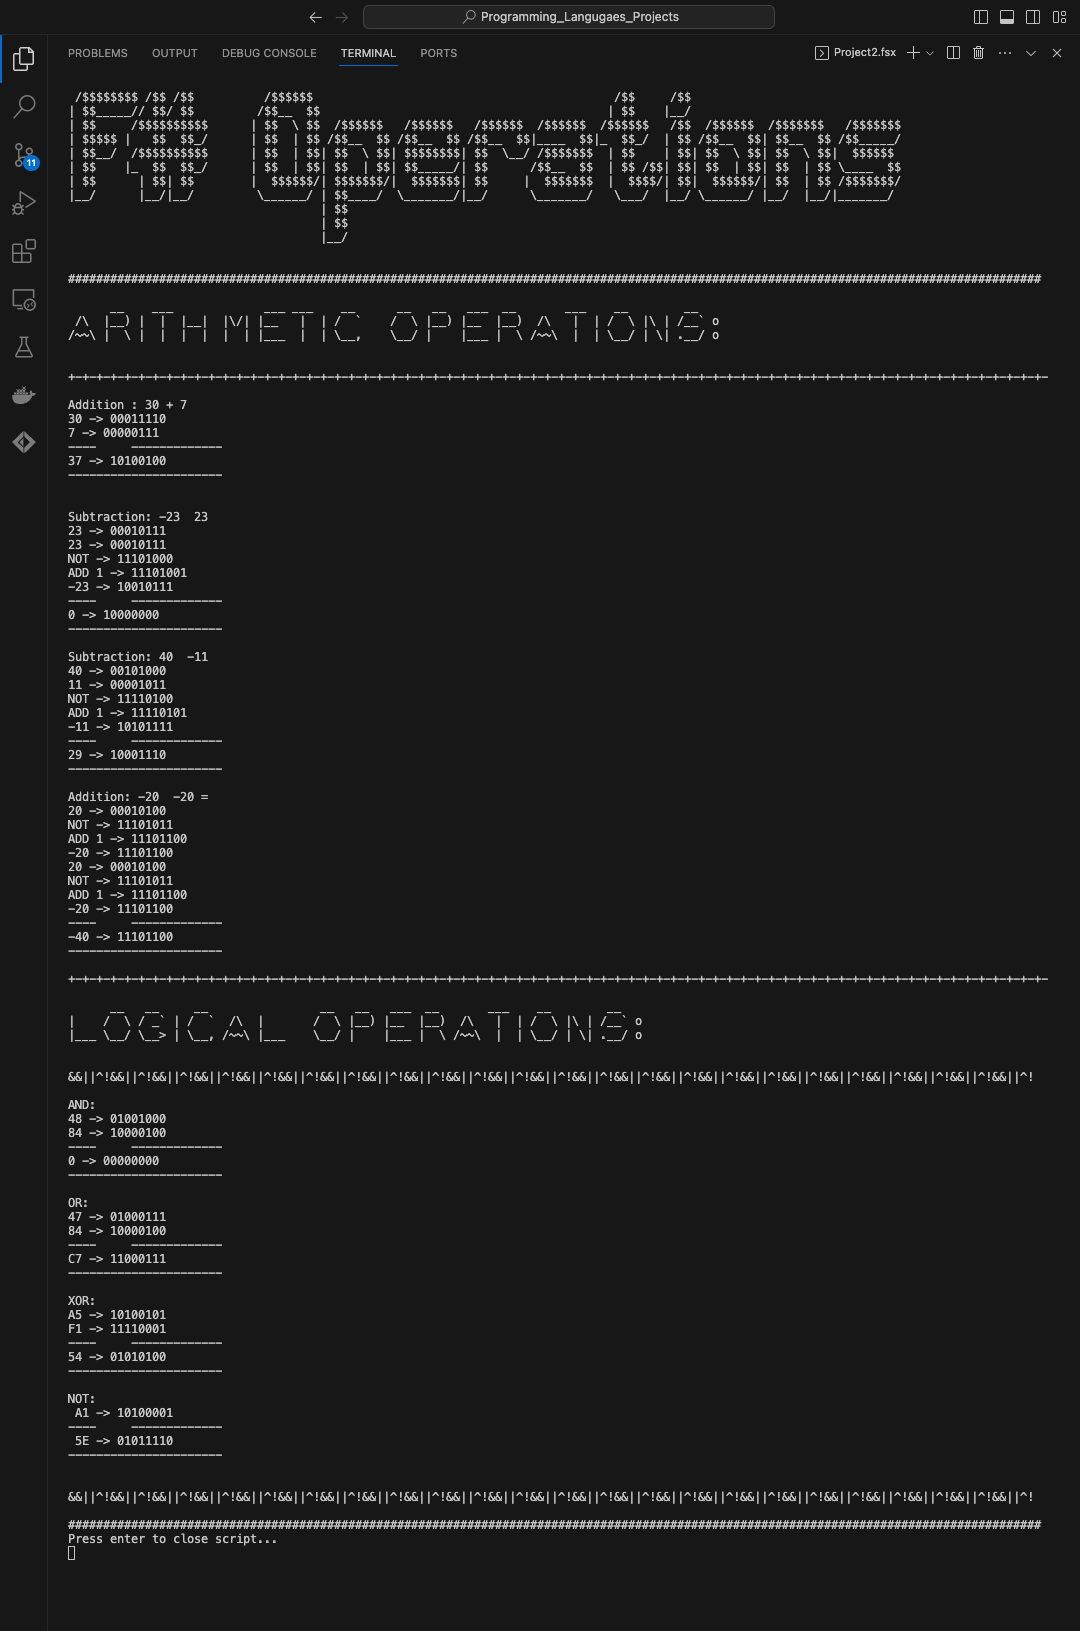 Programming_Langugaes_Projects
PROBLEMS OUTPUT DEBUG CONSOLE TERMINAL PORTS Project2.fsx
11
F# Operations
################################################################################
ARITHMETIC OPERATIONS:
+-+-+-+-+-+-+-+-+-+-+-+-+-+-+-+-+-+-+-+-+-+-+-+-+-+-+-+-+-+-+-+-+-+-+-+-+-+-+-
Addition : 30 + 7
30 -> 00011110
7 -> 00000111
----     -------------
37 -> 10100100
----------------------
Subtraction: -23  23
23 -> 00010111
23 -> 00010111
NOT -> 11101000
ADD 1 -> 11101001
-23 -> 10010111
----     -------------
0 -> 10000000
----------------------
Subtraction: 40  -11
40 -> 00101000
11 -> 00001011
NOT -> 11110100
ADD 1 -> 11110101
-11 -> 10101111
----     -------------
29 -> 10001110
----------------------
Addition: -20  -20 =
20 -> 00010100
NOT -> 11101011
ADD 1 -> 11101100
-20 -> 11101100
20 -> 00010100
NOT -> 11101011
ADD 1 -> 11101100
-20 -> 11101100
----     -------------
-40 -> 11101100
----------------------
+-+-+-+-+-+-+-+-+-+-+-+-+-+-+-+-+-+-+-+-+-+-+-+-+-+-+-+-+-+-+-+-+-+-+-+-+-+-+-
LOGICAL OPERATIONS:
&&||^!&&||^!&&||^!&&||^!&&||^!&&||^!&&||^!&&||^!&&||^!&&||^!&&||^!&&||^!&&||^!&&||^!&&||^!&&||^!&&||^!&&||^!&&||^!&&||^!&&||^!&&||^!&&||^!
AND:
48 -> 01001000
84 -> 10000100
----     -------------
0 -> 00000000
----------------------
OR:
47 -> 01000111
84 -> 10000100
----     -------------
C7 -> 11000111
----------------------
XOR:
A5 -> 10100101
F1 -> 11110001
----     -------------
54 -> 01010100
----------------------
NOT:
 A1 -> 10100001
----     -------------
 5E -> 01011110
----------------------
&&||^!&&||^!&&||^!&&||^!&&||^!&&||^!&&||^!&&||^!&&||^!&&||^!&&||^!&&||^!&&||^!&&||^!&&||^!&&||^!&&||^!&&||^!&&||^!&&||^!&&||^!&&||^!&&||^!
################################################################################
Press enter to close script...